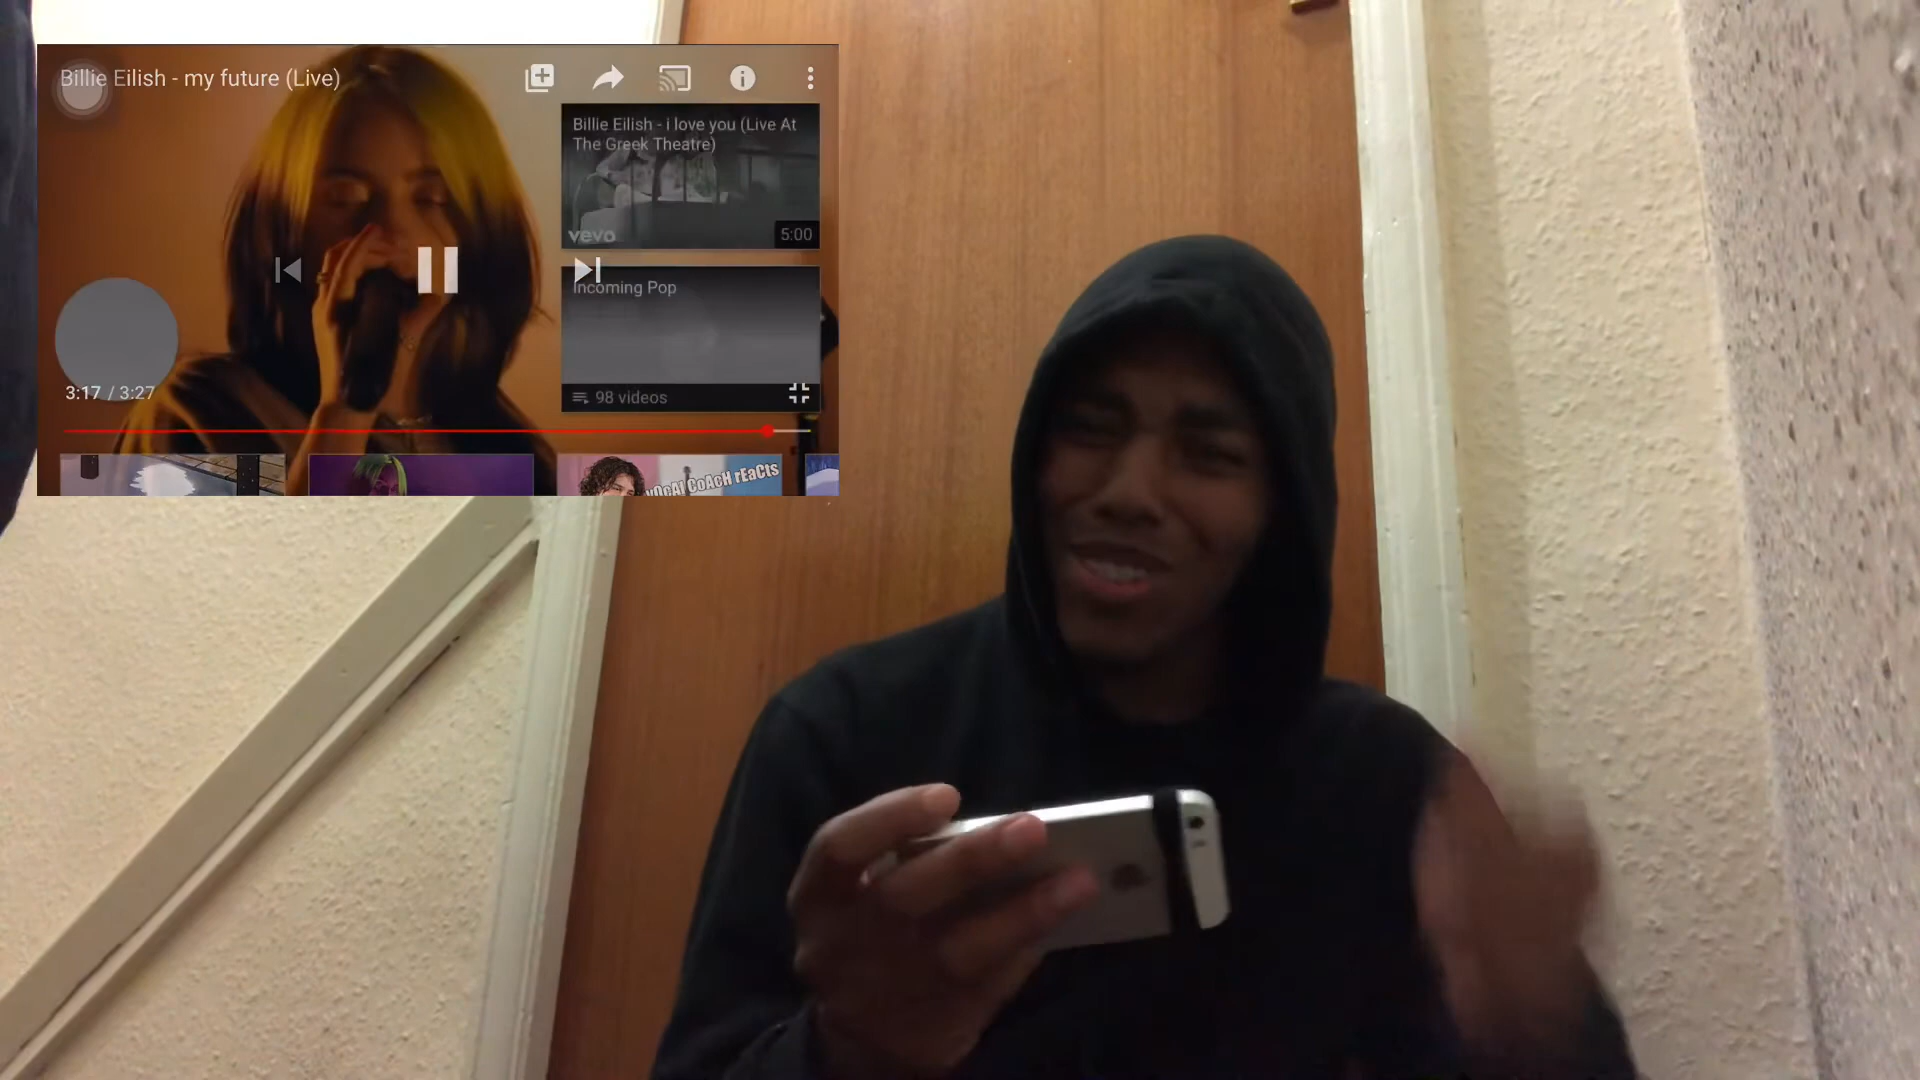 Billie Eilish - my future (Live)
Billie Eilish - i love you (Live At
The Greek Theatre)
vevo
5:00
Incoming Pop
98 videos
3:17 / 3:27
vOcAl CoAcH rEaCts